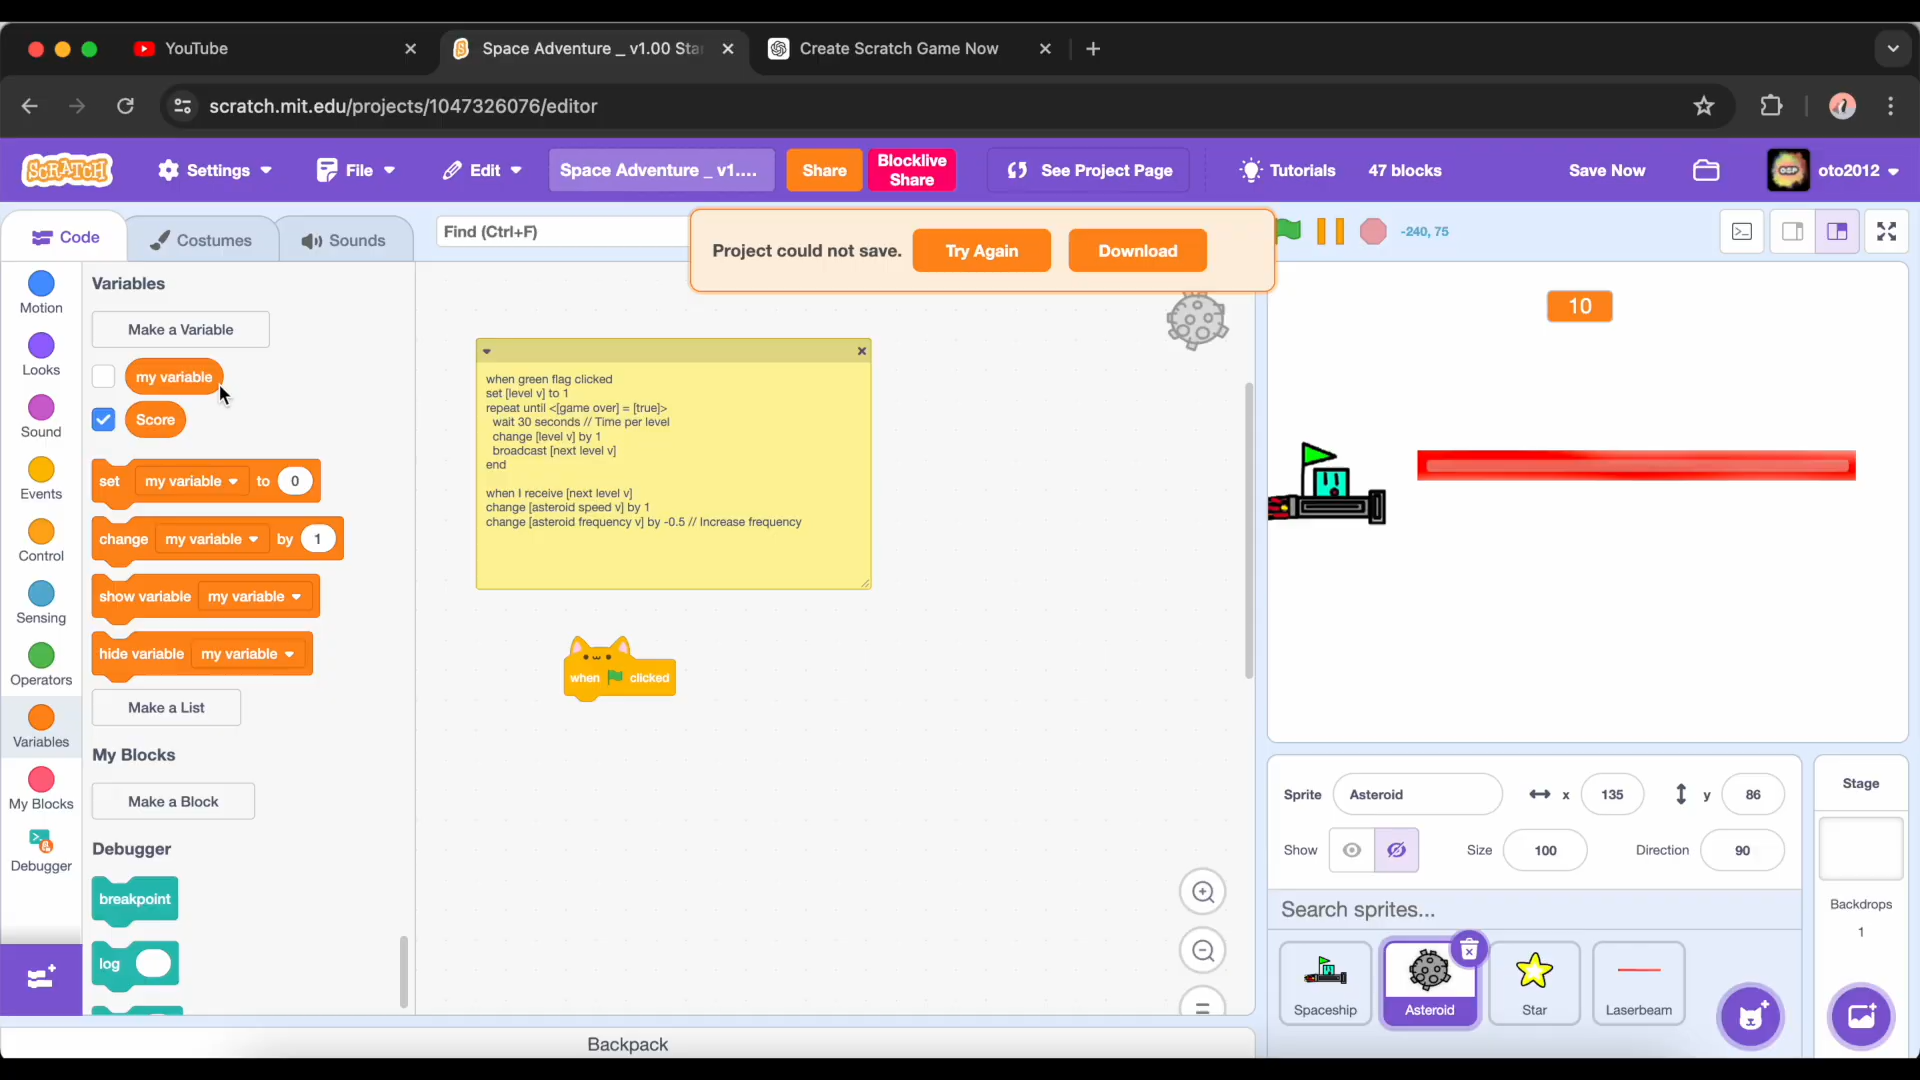 YouTube
Space Adventure _ v1.00 Sta
Create Scratch Game Now
scratch.mit.edu/projects/1047326076/editor
SCRATCH
Settings
File
Edit
Space Adventure _ v1....
Share
Blocklive
Share
See Project Page
Tutorials
47 blocks
Save Now
OSP
oto2012
Code
Costumes
Sounds
Find (Ctrl+F)
Project could not save.
Try Again
Download
-240, 75
Motion
Looks
Sound
Events
Control
Sensing
Operators
Variables
My Blocks
Debugger
Variables
Make a Variable
my variable
Score
set my variable to 0
change my variable by 1
show variable my variable
hide variable my variable
Make a List
My Blocks
Make a Block
Debugger
breakpoint
log
when green flag clicked
set [level v] to 1
repeat until <[game over] = [true]>
wait 30 seconds // Time per level
change [level v] by 1
broadcast [next level v]
end
when I receive [next level v]
change [asteroid speed v] by 1
change [asteroid frequency v] by -0.5 // Increase frequency
when clicked
10
Sprite Asteroid x 135 y 86
Show Size 100 Direction 90
Search sprites...
Spaceship
Asteroid
Star
Laserbeam
Stage
Backdrops
1
Backpack